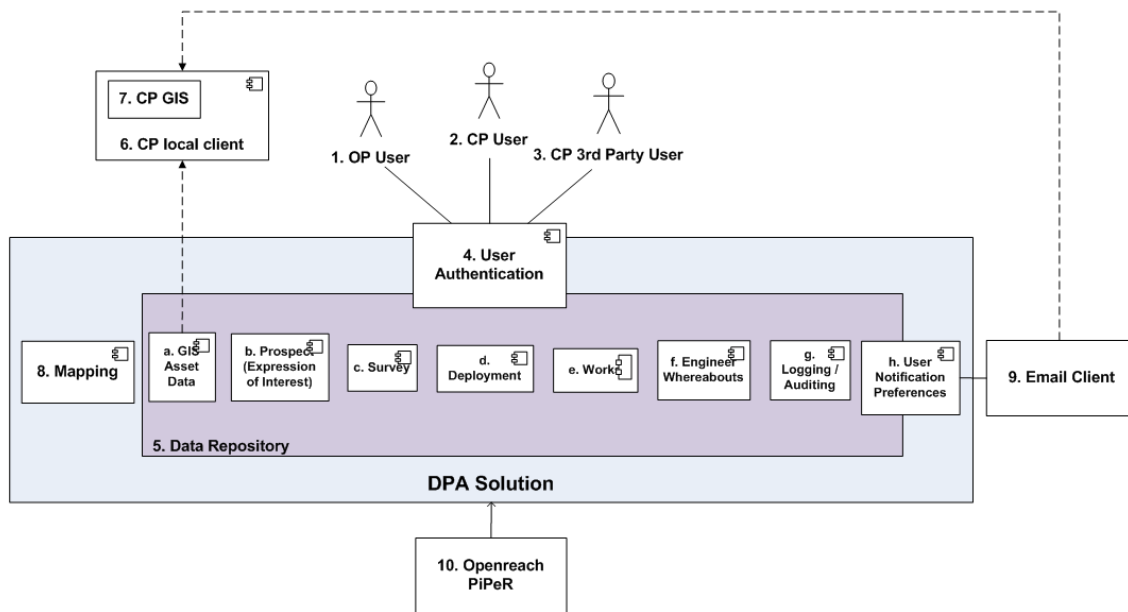 7. CP GIS
6. CP local client
1. OP User
2. CP User
3. CP 3rd Party User
4. User
Authentication
8. Mapping
a. GIS
Asset
Data
b. Prospect
(Expression
of Interest)
c. Survey
d.
Deployment
e. Works
f. Engineer
Whereabouts
g.
Logging /
Auditing
h. User
Notification
Preferences
9. Email Client
5. Data Repository
DPA Solution
10. Openreach
PiPeR